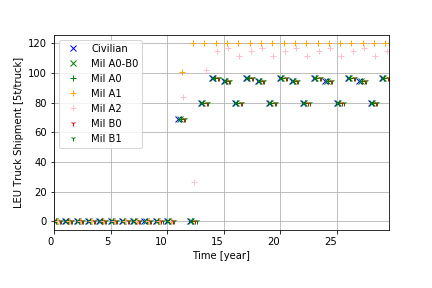 LEU Truck Shipment [5t/truck]
120
100
80
60
40
20
0
Civilian
Mil A0-B0
Mil A0
Mil A1
Mil A2
Mil B0
Mil B1
0 5 10 15 20 25
Time [year]